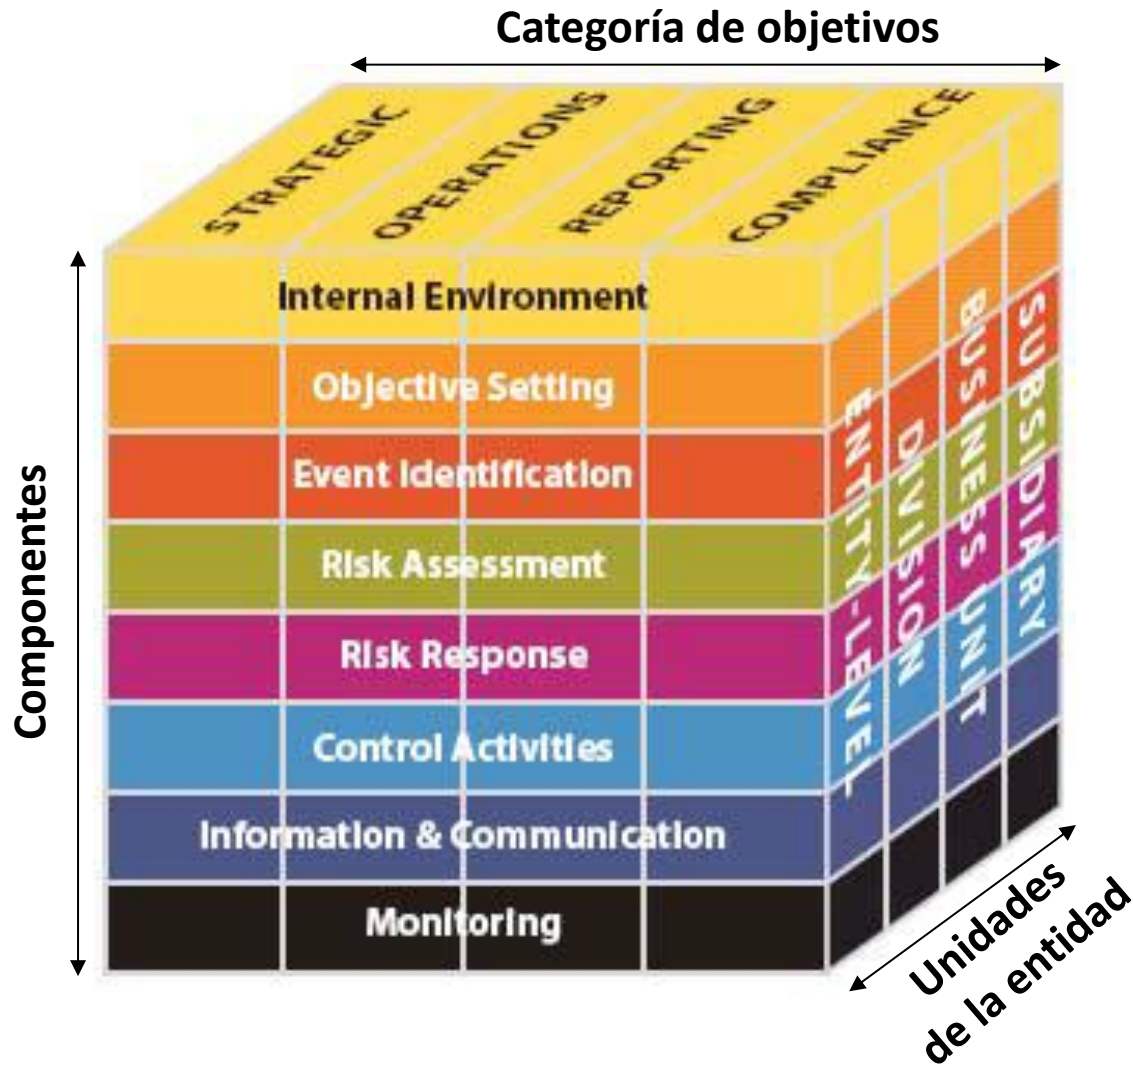 Categoría de objetivos
STRATEGIC
OPERATIONS
REPORTING
COMPLIANCE
Componentes
Internal Environment
Objective Setting
Event Identification
Risk Assessment
Risk Response
Control Activities
Information & Communication
Monitoring
ENTITY-LEVEL
DIVISION
BUSINESS UNIT
SUBSIDIARY
Unidades
de la entidad